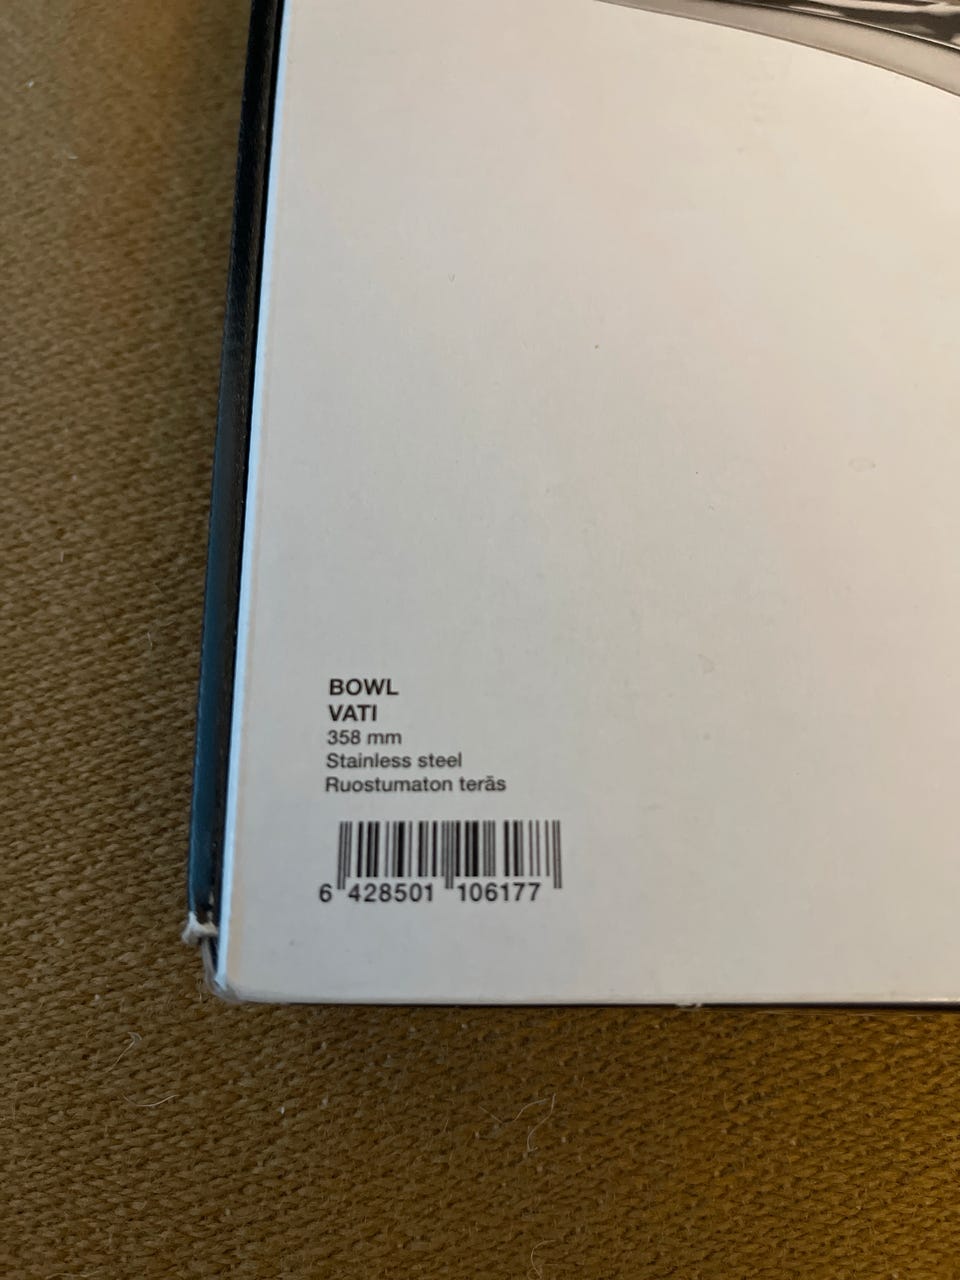 BOWL
VATI
358 mm
Stainless steel
Ruostumaton teräs
6 428501 106177